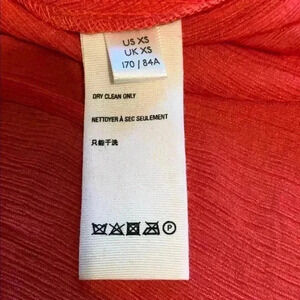 US XS
UK XS
170 / 84A
DRY CLEAN ONLY
NETTOYER À SEC SEULEMENT
只能干洗
P